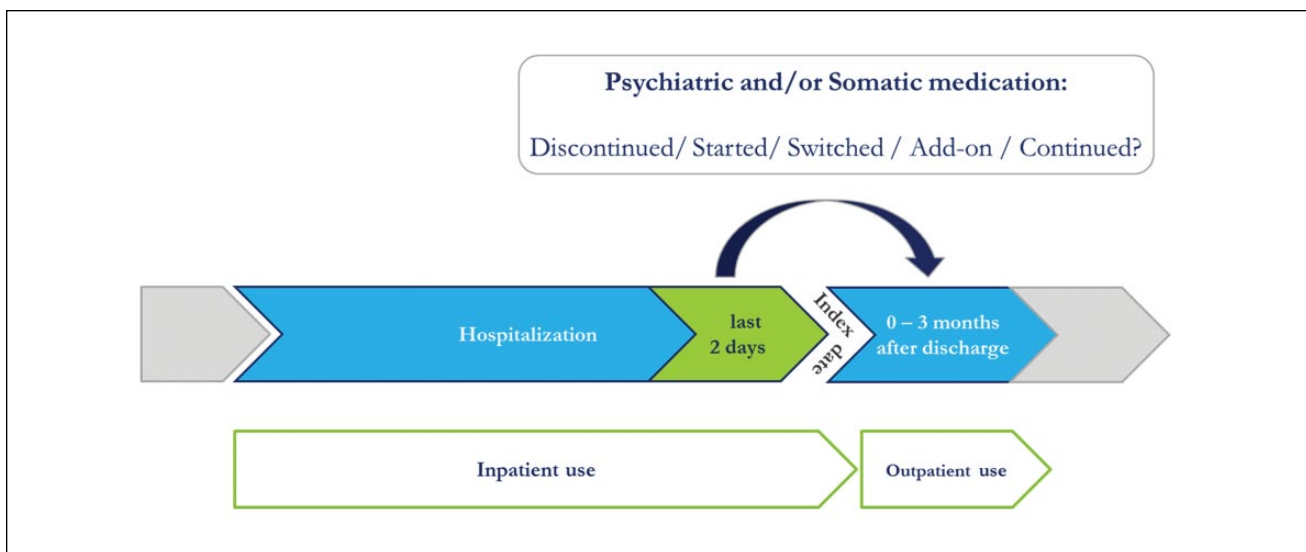 Psychiatric and/or Somatic medication:
Discontinued/ Started/ Switched / Add-on / Continued?
Hospitalization
last
2 days
Index
date
0 – 3 months
after discharge
Inpatient use
Outpatient use